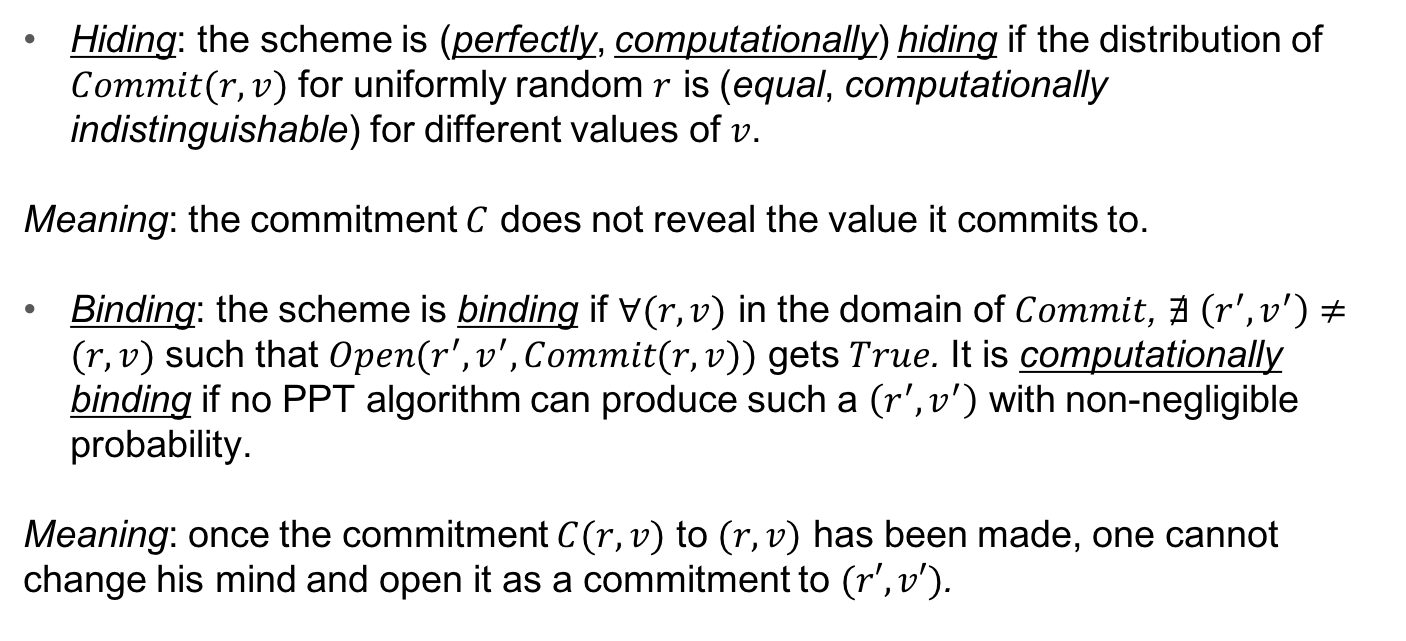 • Hiding: the scheme is (perfectly, computationally) hiding if the distribution of
𝐶𝑜𝑚𝑚𝑖𝑡(𝑟, 𝑣) for uniformly random 𝑟 is (equal, computationally
indistinguishable) for different values of 𝑣.
Meaning: the commitment 𝐶 does not reveal the value it commits to.
• Binding: the scheme is binding if ∀(𝑟, 𝑣) in the domain of 𝐶𝑜𝑚𝑚𝑖𝑡, ∄ (𝑟′, 𝑣′) ≠
(𝑟, 𝑣) such that 𝑂𝑝𝑒𝑛(𝑟′, 𝑣′, 𝐶𝑜𝑚𝑚𝑖𝑡(𝑟, 𝑣)) gets 𝑇𝑟𝑢𝑒. It is computationally
binding if no PPT algorithm can produce such a (𝑟′, 𝑣′) with non-negligible
probability.
Meaning: once the commitment 𝐶(𝑟, 𝑣) to (𝑟, 𝑣) has been made, one cannot
change his mind and open it as a commitment to (𝑟′, 𝑣′).